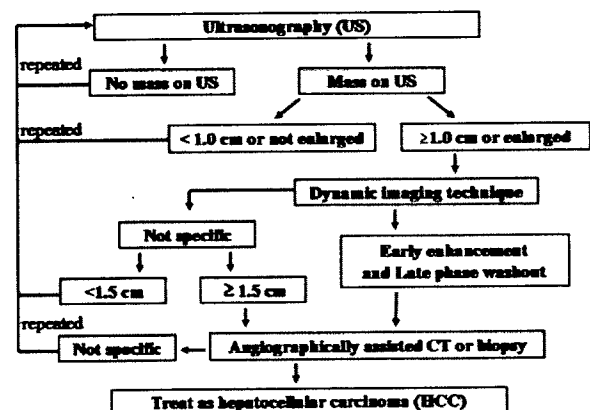 Ultrasonography (US)
repeated
No mass on US
Mass on US
repeated
< 1.0 cm or not enlarged
≥1.0 cm or enlarged
Dynamic imaging technique
Not specific
Early enhancement
and Late phase washout
<1.5 cm
≥ 1.5 cm
repeated
Not specific
Angiographically assisted CT or biopsy
Treat as hepatocellular carcinoma (HCC)